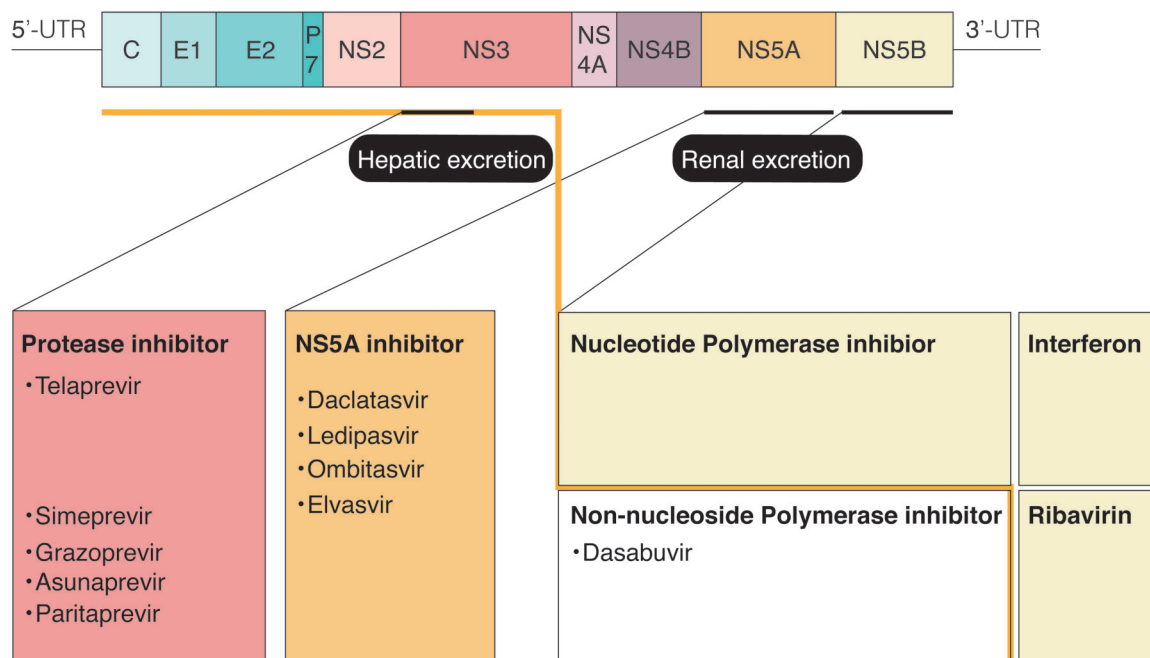 5’-UTR
C
E1
E2
P
7
NS2
NS3
NS
4A
NS4B
NS5A
NS5B
3’-UTR
Hepatic excretion
Renal excretion
Protease inhibitor
・Telaprevir
・Simeprevir
・Grazoprevir
・Asunaprevir
・Paritaprevir
NS5A inhibitor
・Daclatasvir
・Ledipasvir
・Ombitasvir
・Elvasvir
Nucleotide Polymerase inhibior
Non-nucleoside Polymerase inhibitor
・Dasabuvir
Interferon
Ribavirin